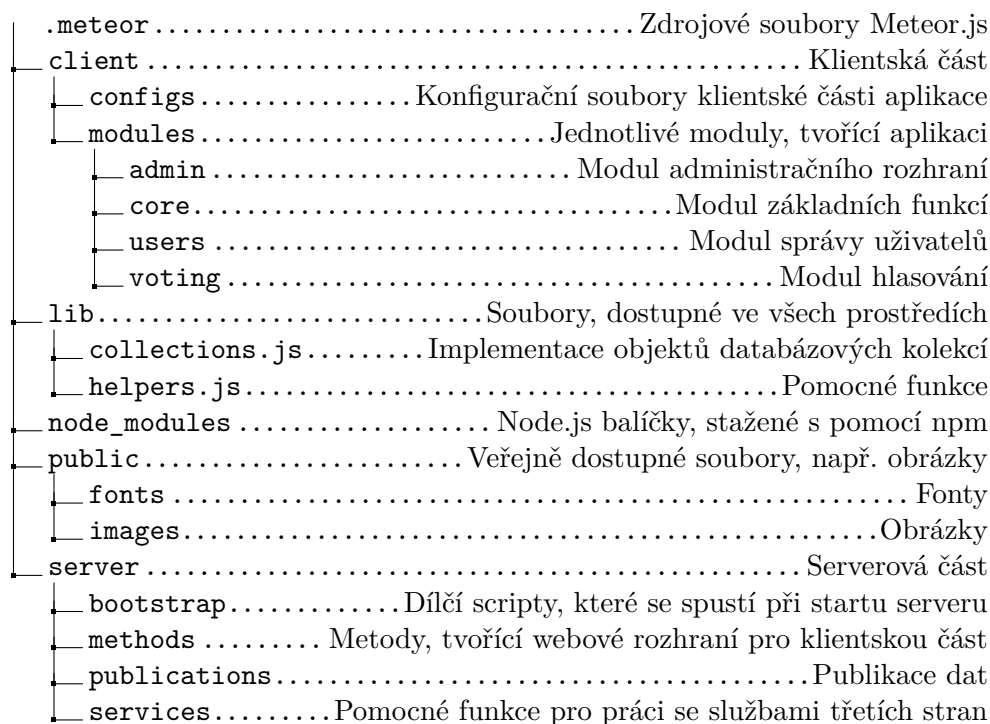 .meteor......................................Zdrojové soubory Meteor.js
client.......................................................Klientská část
configs................Konfigurační soubory klientské části aplikace
modules...........................Jednotlivé moduly, tvořící aplikaci
admin............................Modul administračního rozhraní
core.....................................Modul základních funkcí
users....................................Modul správy uživatelů
voting...........................................Modul hlasování
lib..............................Soubory, dostupné ve všech prostředích
collections.js.........Implementace objektů databázových kolekcí
helpers.js..........................................Pomocné funkce
node_modules...................Node.js balíčky, stažené s pomocí npm
public........................Veřejně dostupné soubory, např. obrázky
fonts..........................................................Fonty
images.......................................................Obrázky
server.....................................................Serverová část
bootstrap.............Dílčí scripty, které se spustí při startu serveru
methods.........Metody, tvořící webové rozhraní pro klientskou část
publications..........................................Publikace dat
services.........Pomocné funkce pro práci se službami třetích stran